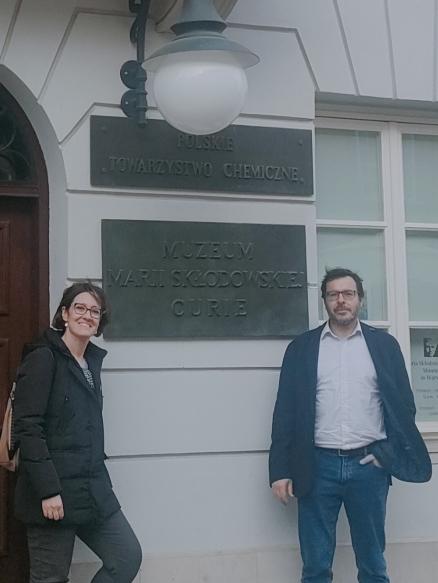 POLSKIE
TOWARZYSTWO CHEMICZNE
MUZEUM
MARII SKŁODOWSKIEJ
CURIE